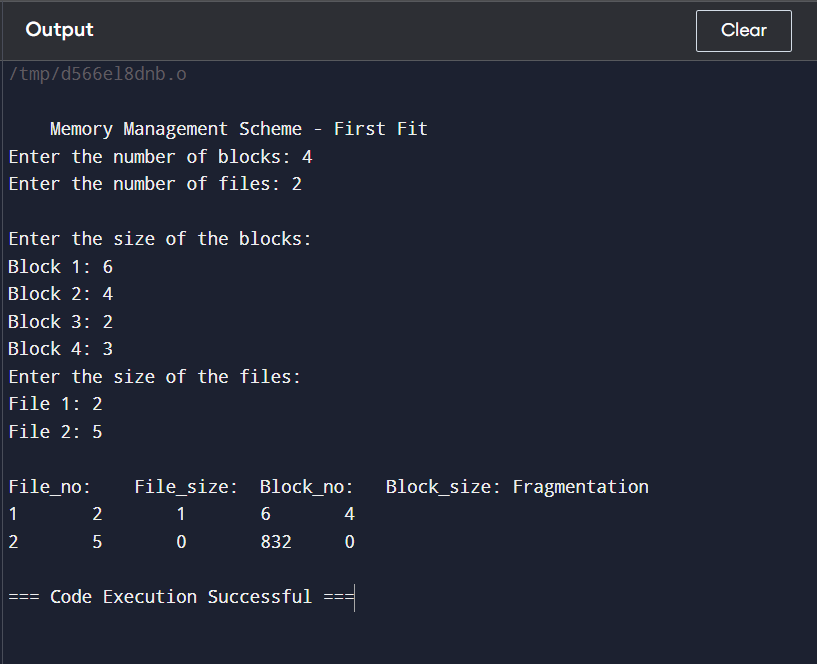 Output
Clear
/tmp/d566el8dnb.o
Memory Management Scheme - First Fit
Enter the number of blocks: 4
Enter the number of files: 2
Enter the size of the blocks:
Block 1: 6
Block 2: 4
Block 3: 2
Block 4: 3
Enter the size of the files:
File 1: 2
File 2: 5
File_no: File_size: Block_no: Block_size: Fragmentation
1 2 1 6 4
2 5 0 832 0
=== Code Execution Successful ===